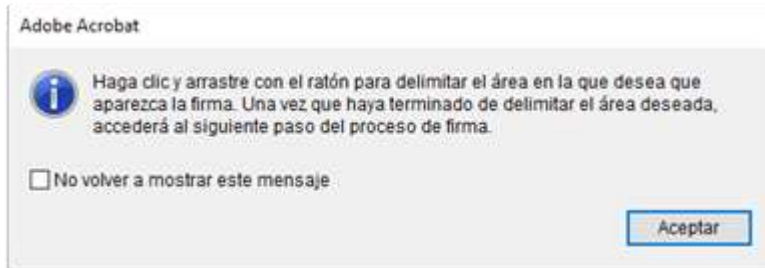 Adobe Acrobat
Haga clic y arrastre con el ratón para delimitar el área en la que desea que
aparezca la firma. Una vez que haya terminado de delimitar el área deseada,
accederá al siguiente paso del proceso de firma.
No volver a mostrar este mensaje
Aceptar